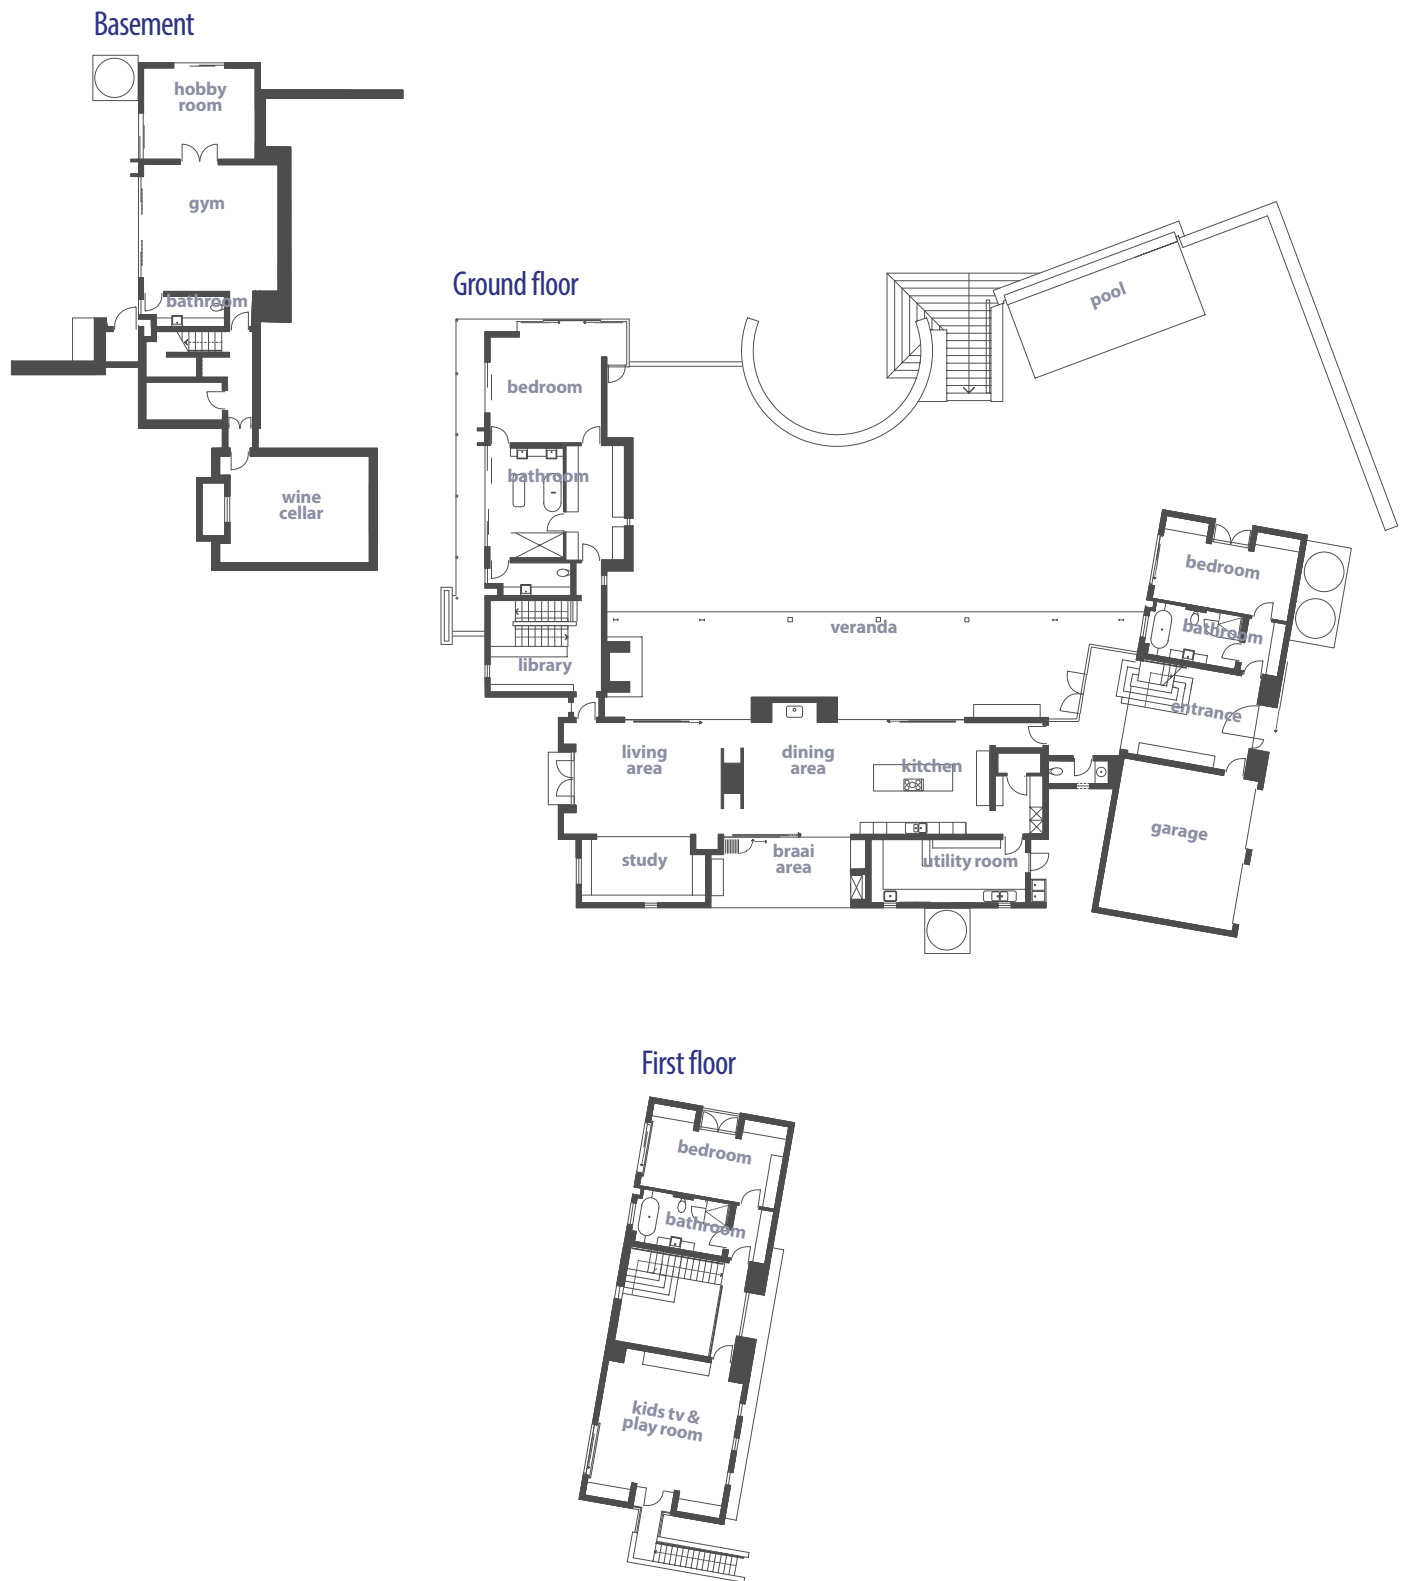 Basement
hobby
room
gym
bathroom
wine
cellar
Ground floor
pool
bedroom
bathroom
library
veranda
bedroom
bathroom
entrance
living
area
dining
area
kitchen
garage
study
braai
area
utility room
First floor
bedroom
bathroom
kids tv &
play room